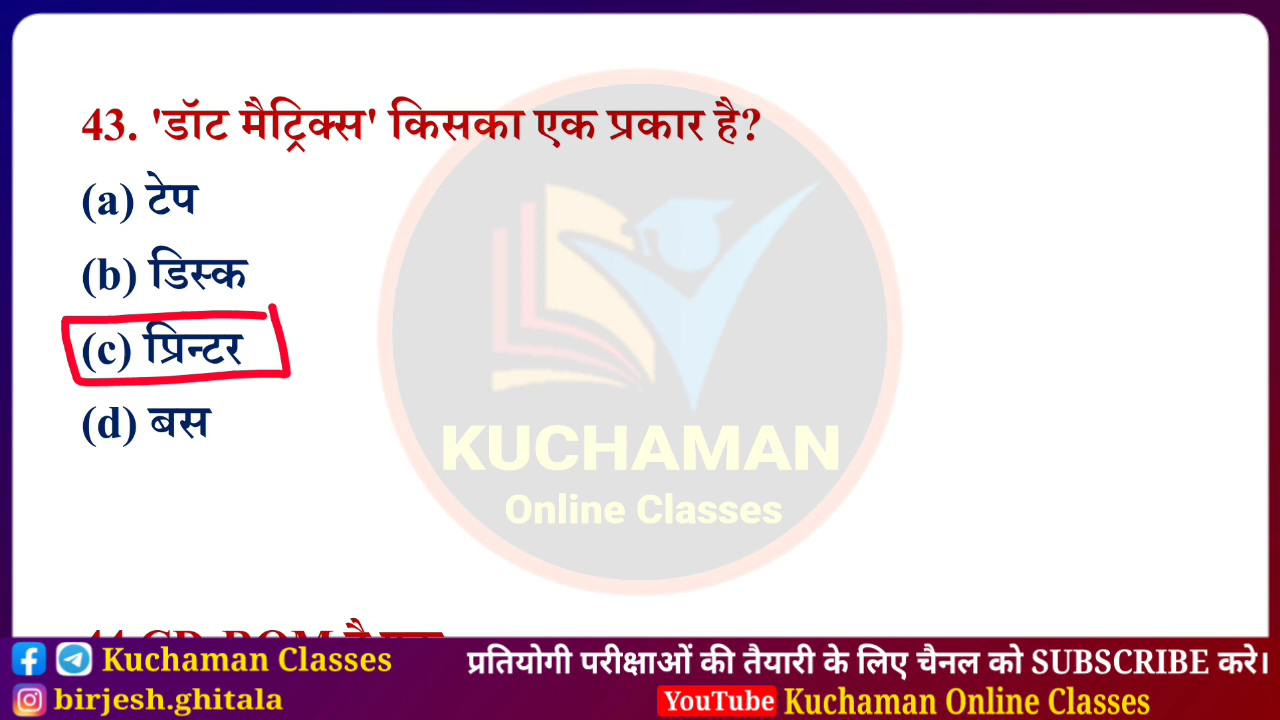 43. 'डॉट मैट्रिक्स' किसका एक प्रकार है?
(a) टेप
(b) डिस्क
(c) प्रिन्टर
(d) बस
KUCHAMAN
Online Classes
Kuchaman Classes
birjesh.ghitala
प्रतियोगी परीक्षाओं की तैयारी के लिए चैनल को SUBSCRIBE करे।
YouTube Kuchaman Online Classes